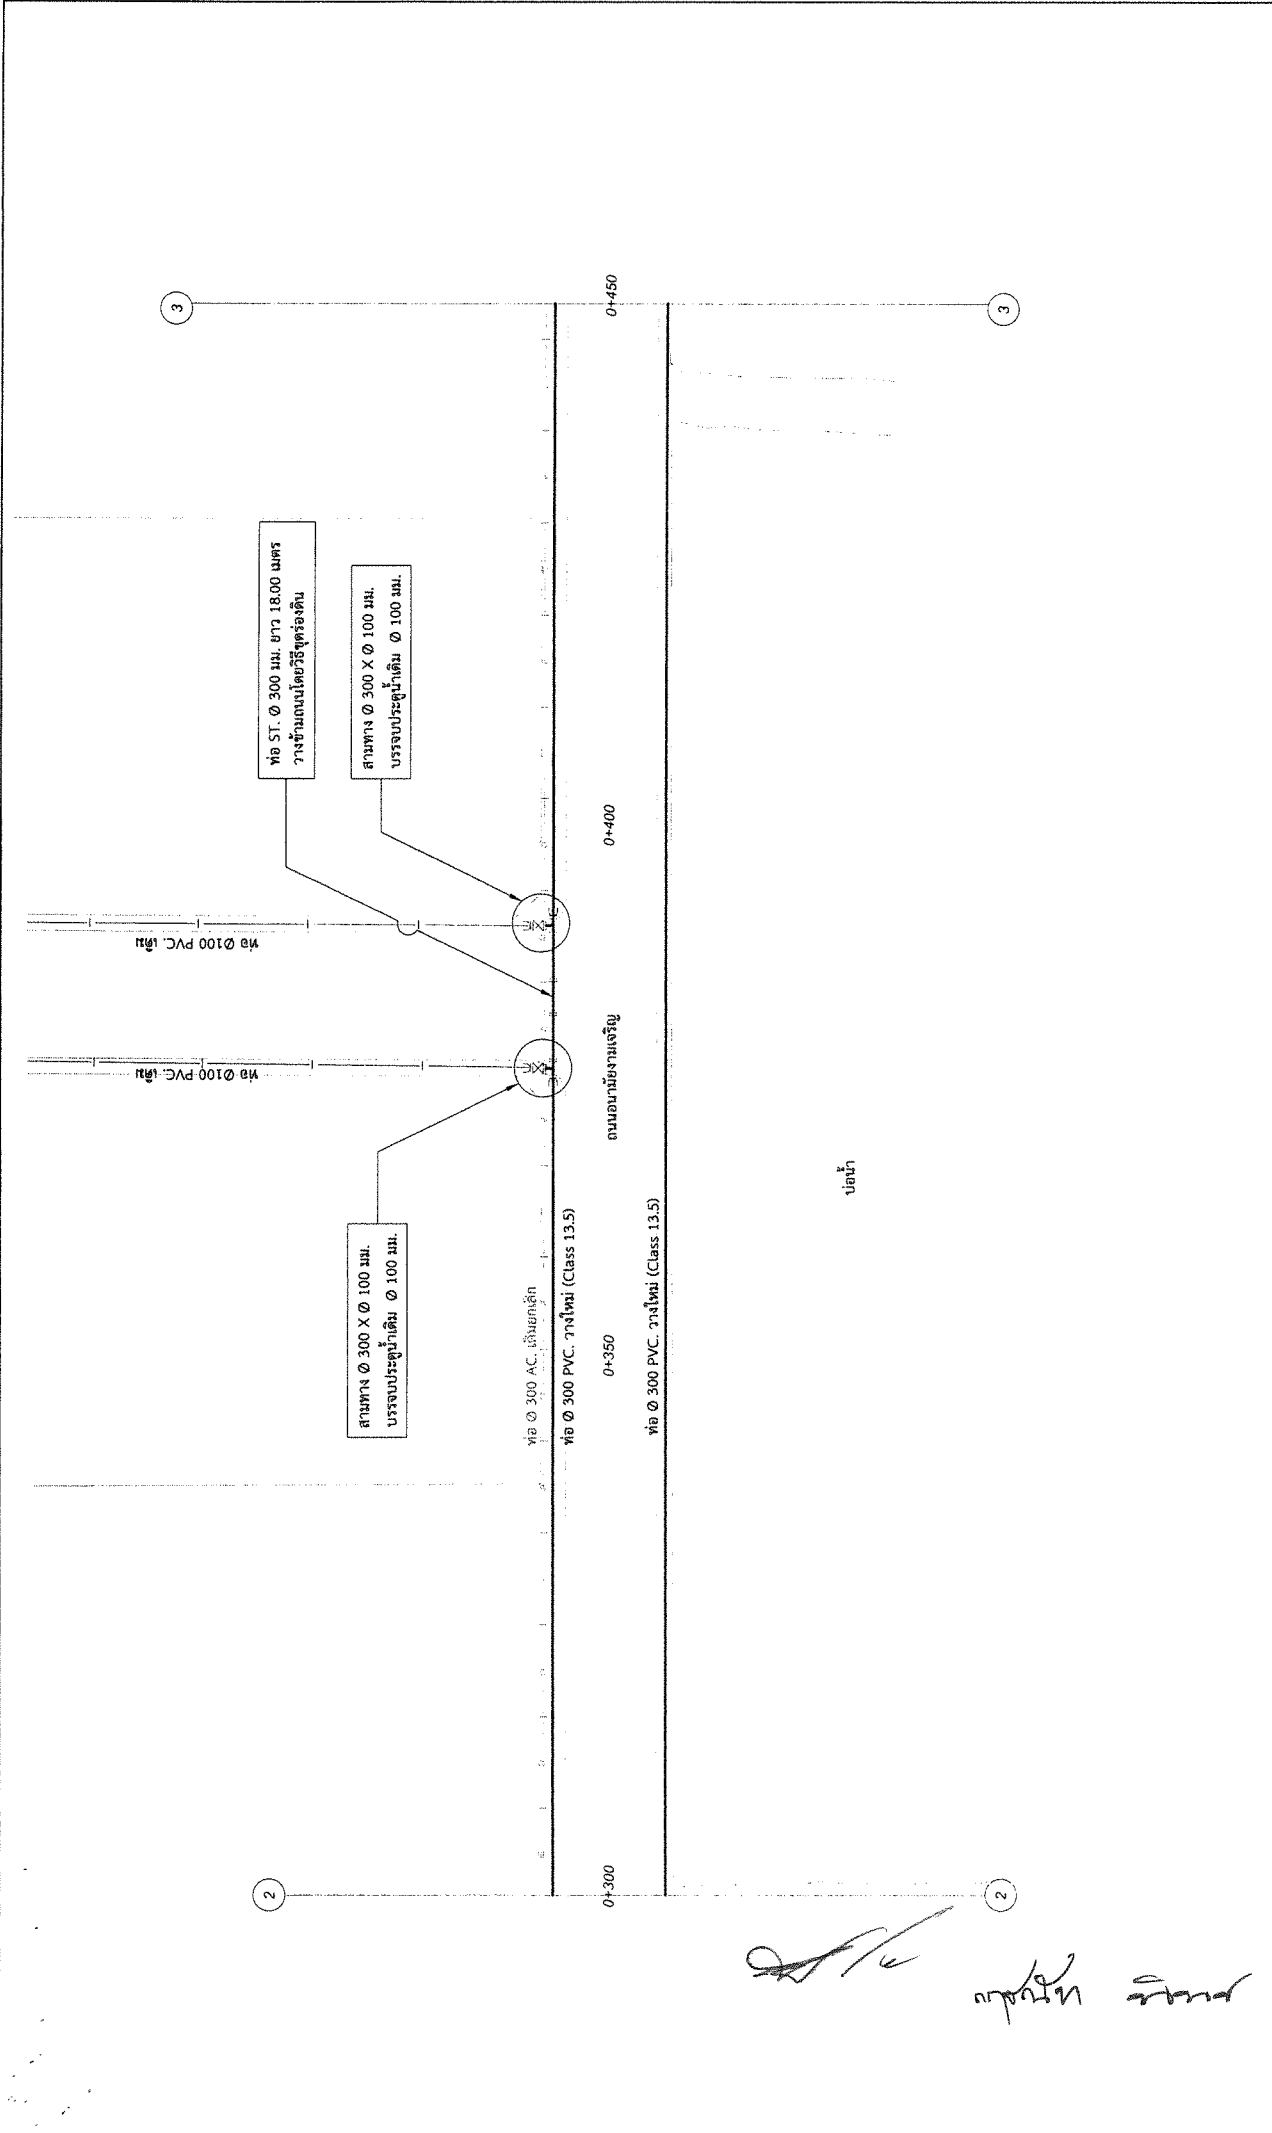 3
3
0+450
ท่อ ST. Ø 300 มม. ยาว 18.00 เมตร
วางข้ามถนนโดยวิธีขุดร่องดิน
สามทาง Ø 300 X Ø 100 มม.
บรรจบประตูน้ำเดิม Ø 100 มม.
0+400
ท่อ Ø100 PVC. เดิม
ท่อ Ø100 PVC. เดิม
ถนนอนามัยงามเจริญ
บ่อน้ำ
สามทาง Ø 300 X Ø 100 มม.
บรรจบประตูน้ำเดิม Ø 100 มม.
ท่อ Ø 300 AC. เดิมยกเลิก
ท่อ Ø 300 PVC. วางใหม่ (Class 13.5)
0+350
ท่อ Ø 300 PVC. วางใหม่ (Class 13.5)
2
0+300
2